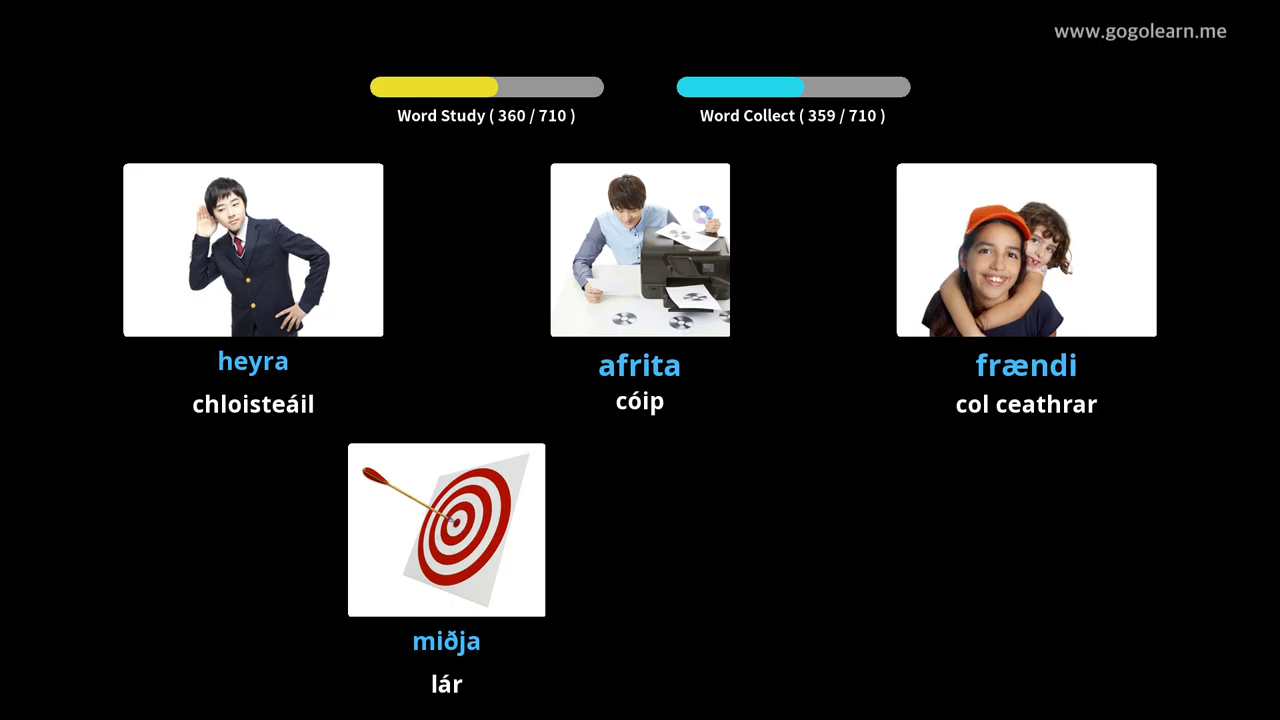 www.gogolearn.me
Word Study ( 360 / 710 )
Word Collect ( 359 / 710 )
heyra
chloisteáil
afrita
cóip
frændi
col ceathrar
miðja
lár